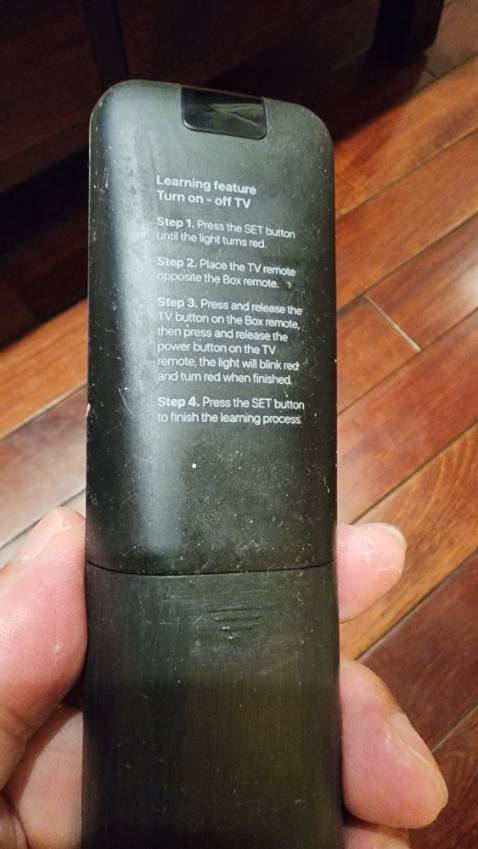 Learning feature
Turn on - off TV
Step 1. Press the SET button
until the light turns red.
Step 2. Place the TV remote
opposite the Box remote.
Step 3. Press and release the
TV button on the Box remote,
then press and release the
power button on the TV
remote, the light will blink red
and turn red when finished.
Step 4. Press the SET button
to finish the learning process.